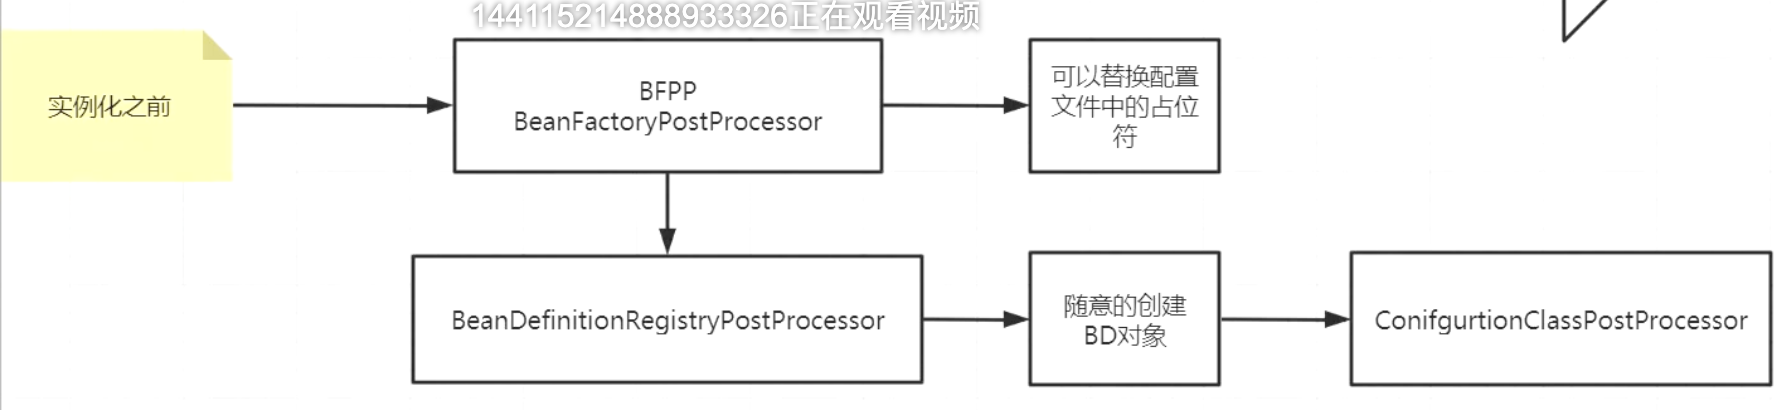 144115214888933326正在观看视频
实例化之前
BFPP
BeanFactoryPostProcessor
可以替换配置
文件中的占位
符
BeanDefinitionRegistryPostProcessor
随意的创建
BD对象
ConifgurtionClassPostProcessor